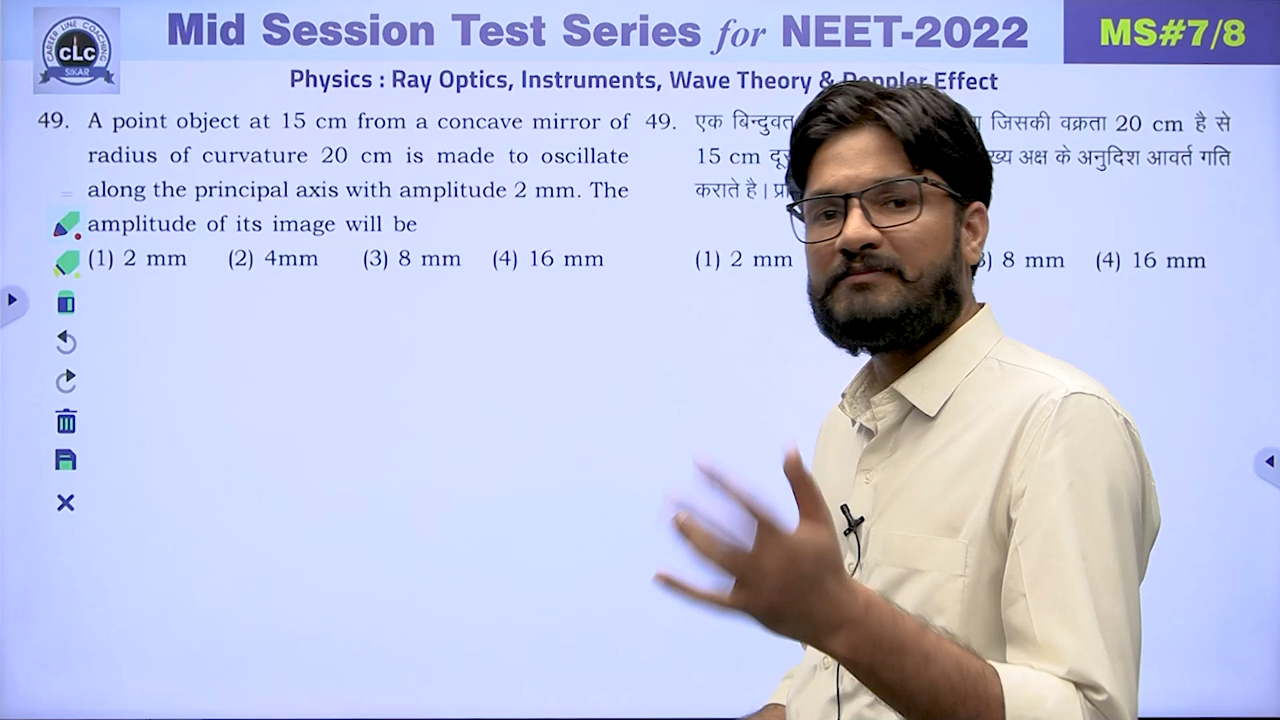 Mid Session Test Series for NEET-2022
MS#7/8
CAREER LINE COACHING
CLC
SIKAR
Physics : Ray Optics, Instruments, Wave Theory & Doppler Effect
49. A point object at 15 cm from a concave mirror of
radius of curvature 20 cm is made to oscillate
along the principal axis with amplitude 2 mm. The
amplitude of its image will be
(1) 2 mm (2) 4mm (3) 8 mm (4) 16 mm
49. एक बिन्दुवत जिसकी वक्रता 20 cm है से
15 cm अक्ष के अनुदिश आवर्त गति
कराते है।
(1) 2 mm 8 mm (4) 16 mm